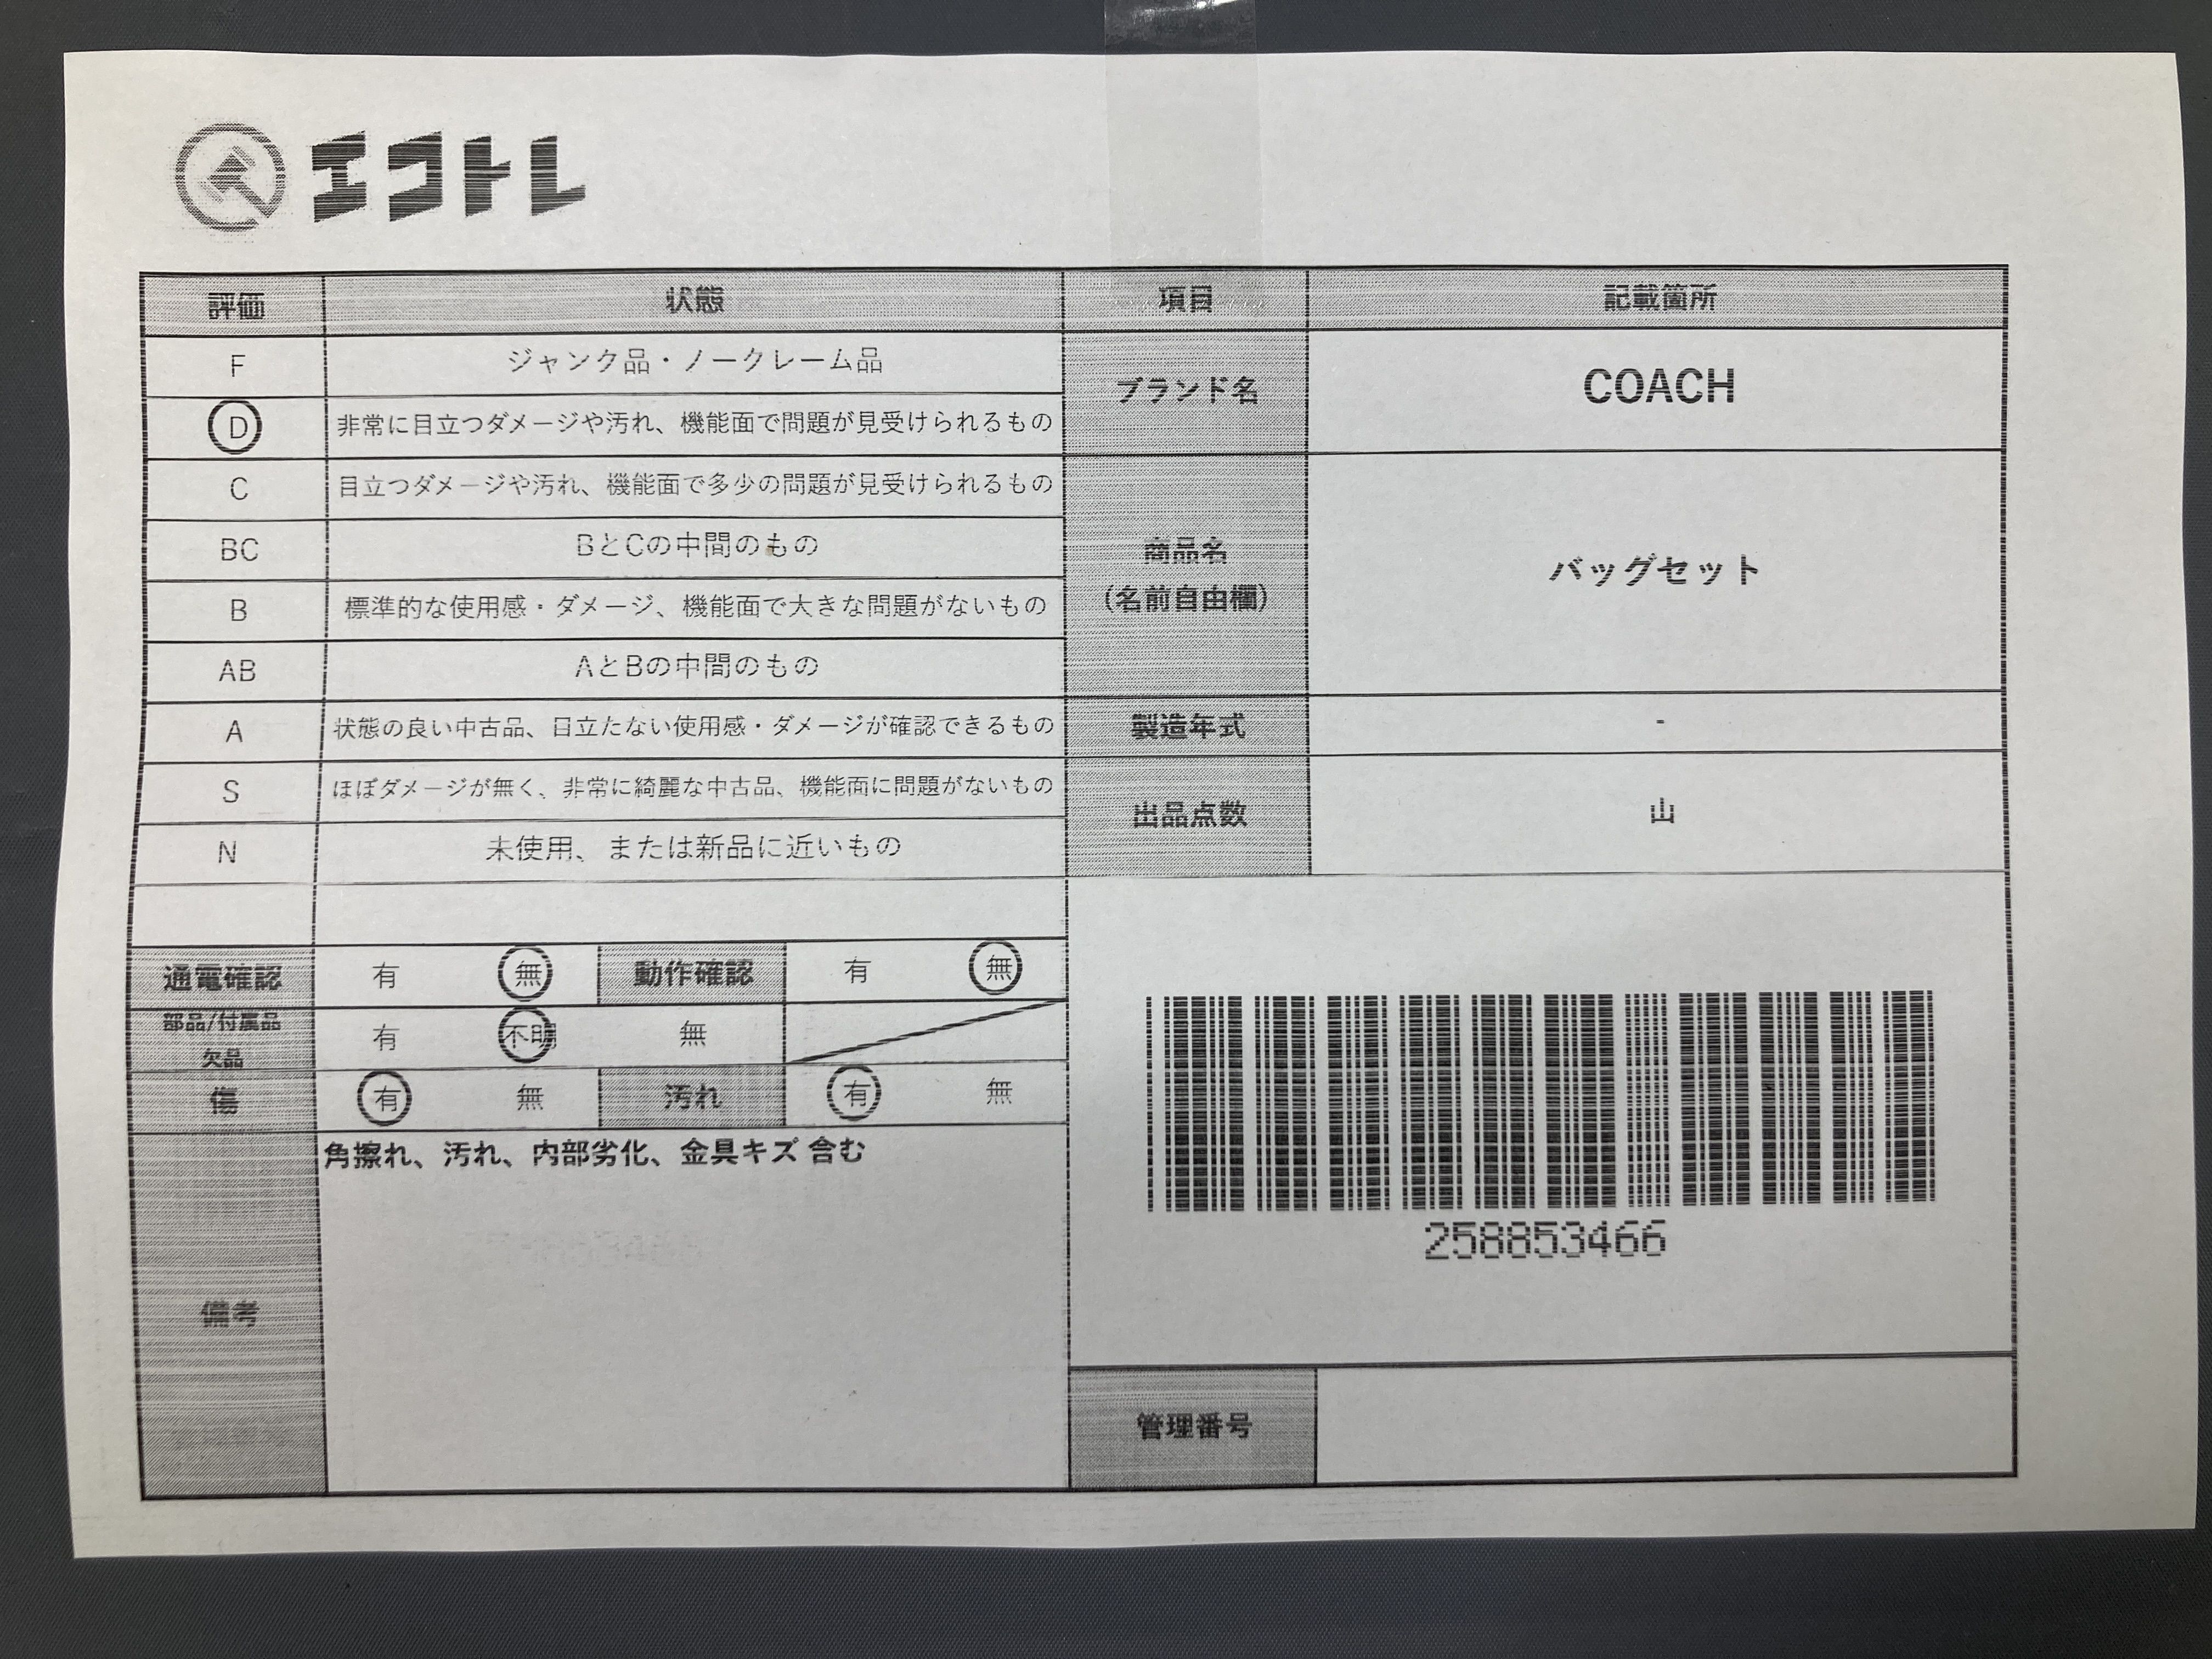 エコトレ
評価 状態 項目 記載箇所
F ジャンク品・ノークレーム品
D 非常に目立つダメージや汚れ、機能面で問題が見受けられるもの
ブランド名 COACH
C 目立つダメージや汚れ、機能面で多少の問題が見受けられるもの
BC BとCの中間のもの
商品名
(名前自由欄)
バッグセット
B 標準的な使用感・ダメージ、機能面で大きな問題がないもの
AB AとBの中間のもの
A 状態の良い中古品、目立たない使用感・ダメージが確認できるもの
製造年式 -
S ほぼダメージが無く、非常に綺麗な中古品、機能面に問題がないもの
出品点数 山
N 未使用、または新品に近いもの
通電確認 有 無 動作確認 有 無
部品/付属品
欠品
有 不明 無
傷 有 無 汚れ 有 無
備考
角擦れ、汚れ、内部劣化、金具キズ 含む
258853466
管理番号